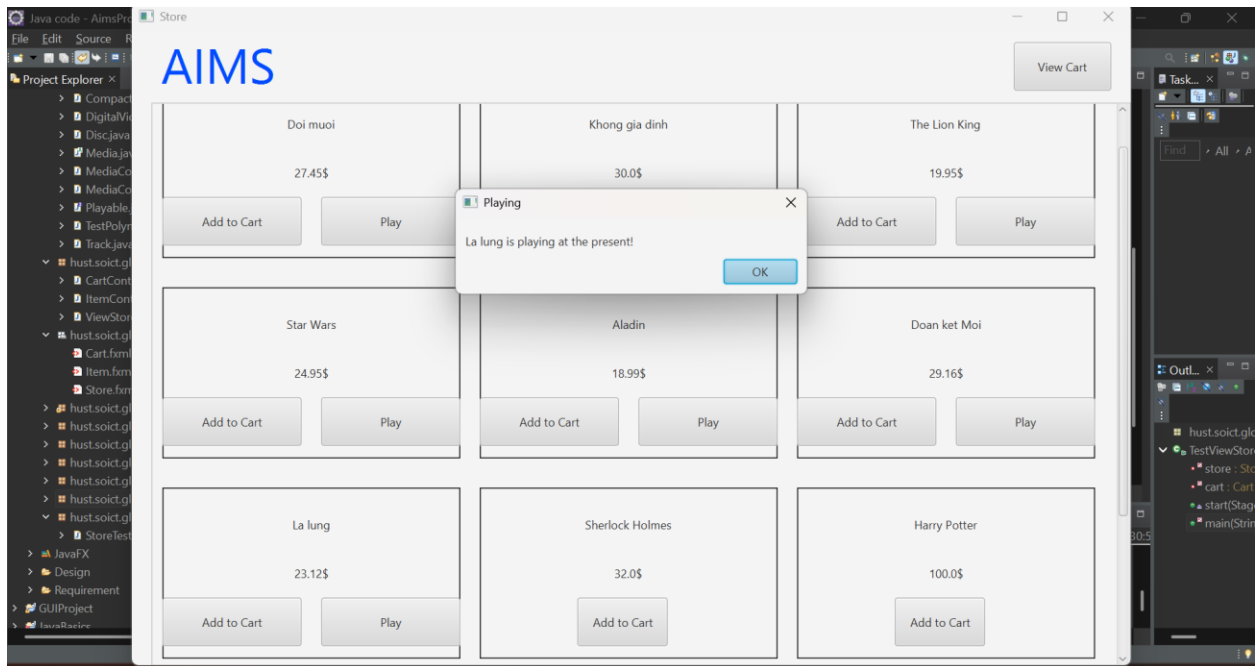 Java code - AimsPro
Store
File Edit Source R
AIMS
View Cart
Project Explorer
Compact
DigitalVi
Disc.java
Media.jav
MediaCo
MediaCo
Playable.
TestPolyr
Track.java
hust.soict.gl
CartCont
ItemCon
ViewStor
hust.soict.gl
Cart.fxml
Item.fxm
Store.fxm
hust.soict.gl
hust.soict.gl
hust.soict.gl
hust.soict.gl
hust.soict.gl
hust.soict.gl
hust.soict.gl
StoreTest
JavaFX
Design
Requirement
GUIProject
JavaBasics
Doi muoi
27.45$
Add to Cart Play
Khong gia dinh
30.0$
The Lion King
19.95$
Add to Cart Play
Playing
La lung is playing at the present!
OK
Star Wars
24.95$
Add to Cart Play
Aladin
18.99$
Add to Cart Play
Doan ket Moi
29.16$
Add to Cart Play
La lung
23.12$
Add to Cart Play
Sherlock Holmes
32.0$
Add to Cart
Harry Potter
100.0$
Add to Cart
Task...
Find All A
Outl...
hust.soict.glo
TestViewStor
store : Sto
cart : Cart
start(Stag
main(Strin
30:5